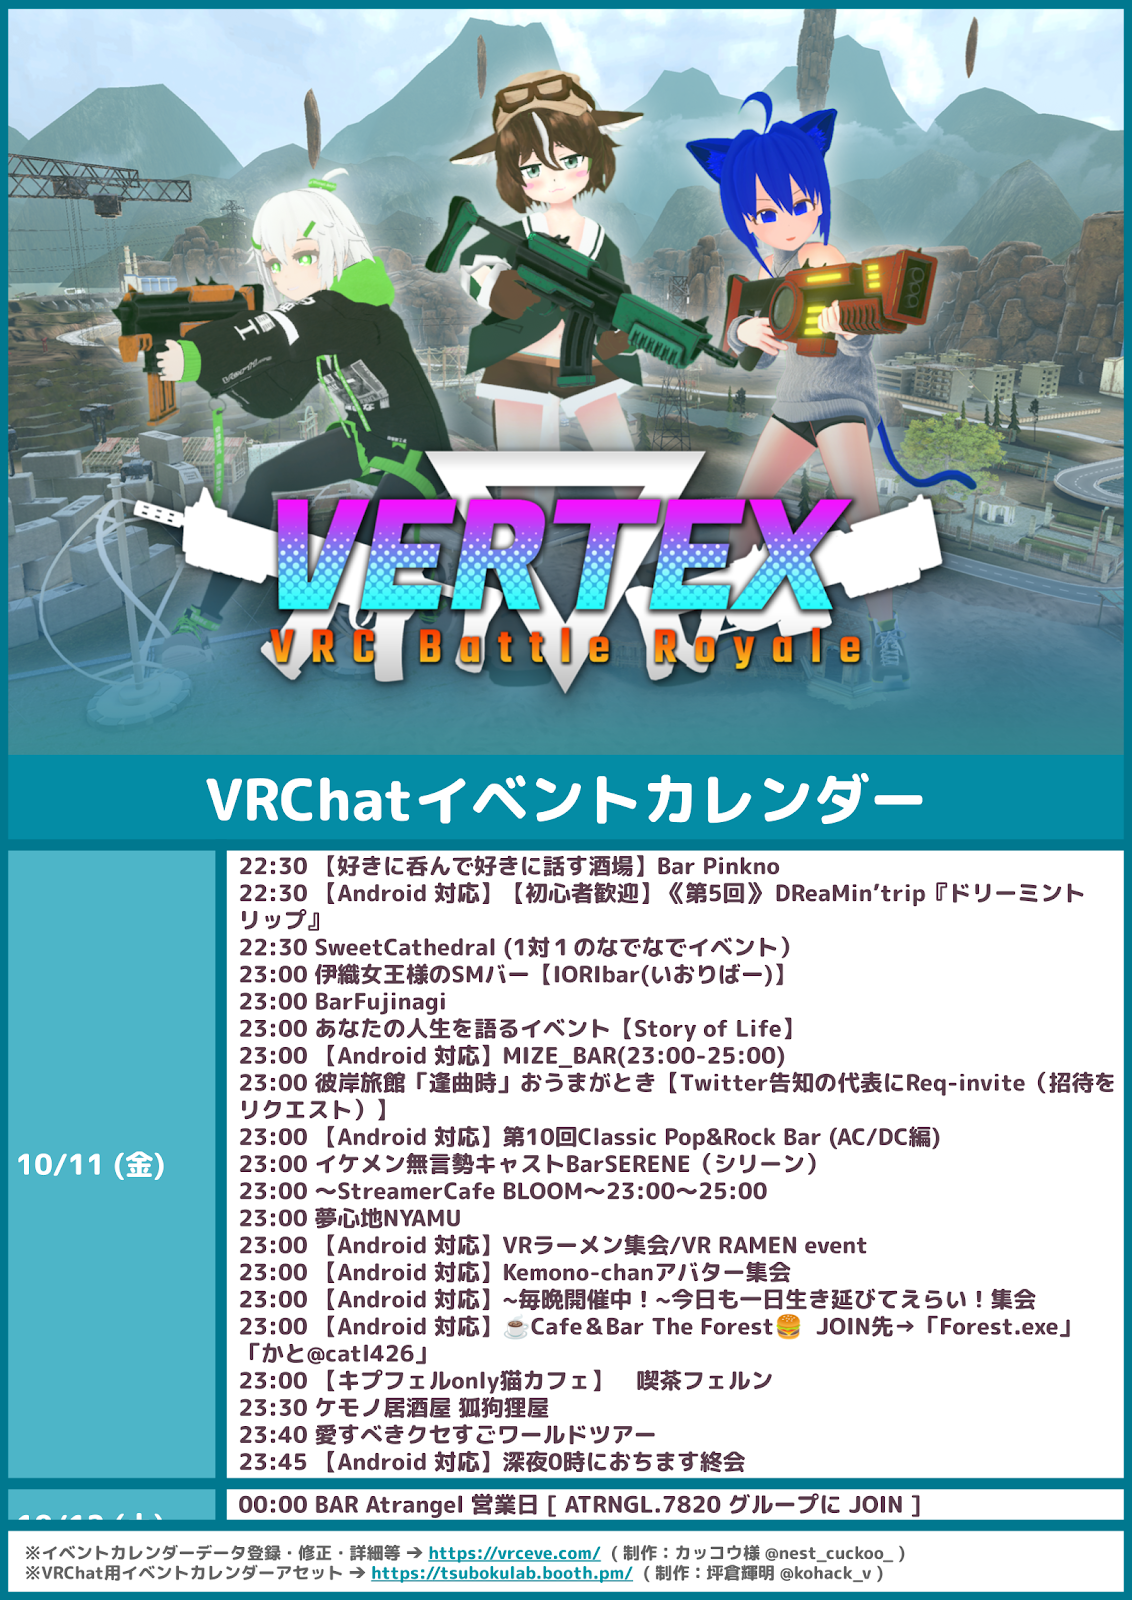 VERTEX
VRC Battle Royale
VRChatイベントカレンダー
10/11 (金)
22:30 【好きに呑んで好きに話す酒場】Bar Pinkno
22:30 【Android 対応】【初心者歓迎】《第5回》 DReaMin’trip『ドリーミント
リップ』
22:30 SweetCathedral (1対１のなでなでイベント）
23:00 伊織女王様のSMバー【IORIbar(いおりばー)】
23:00 BarFujinagi
23:00 あなたの人生を語るイベント【Story of Life】
23:00 【Android 対応】MIZE_BAR(23:00-25:00)
23:00 彼岸旅館「逢曲時」おうまがとき【Twitter告知の代表にReq-invite（招待を
リクエスト）】
23:00 【Android 対応】第10回Classic Pop&Rock Bar (AC/DC編)
23:00 イケメン無言勢キャストBarSERENE（シリーン）
23:00 〜StreamerCafe BLOOM〜23:00〜25:00
23:00 夢心地NYAMU
23:00 【Android 対応】VRラーメン集会/VR RAMEN event
23:00 【Android 対応】Kemono-chanアバター集会
23:00 【Android 対応】~毎晩開催中！~今日も一日生き延びてえらい！集会
23:00 【Android 対応】☕Cafe＆Bar The Forest🍔 JOIN先→「Forest.exe」
「かと@catl426」
23:00 【キプフェルonly猫カフェ】　喫茶フェルン
23:30 ケモノ居酒屋 狐狗狸屋
23:40 愛すべきクセすごワールドツアー
23:45 【Android 対応】深夜0時におちます終会
00:00 BAR Atrangel 営業日 [ ATRNGL.7820 グループに JOIN ]
※イベントカレンダーデータ登録・修正・詳細等 → https://vrceve.com/ ( 制作：カッコウ様 @nest_cuckoo_ )
※VRChat用イベントカレンダーアセット → https://tsubokulab.booth.pm/ ( 制作：坪倉輝明 @kohack_v )